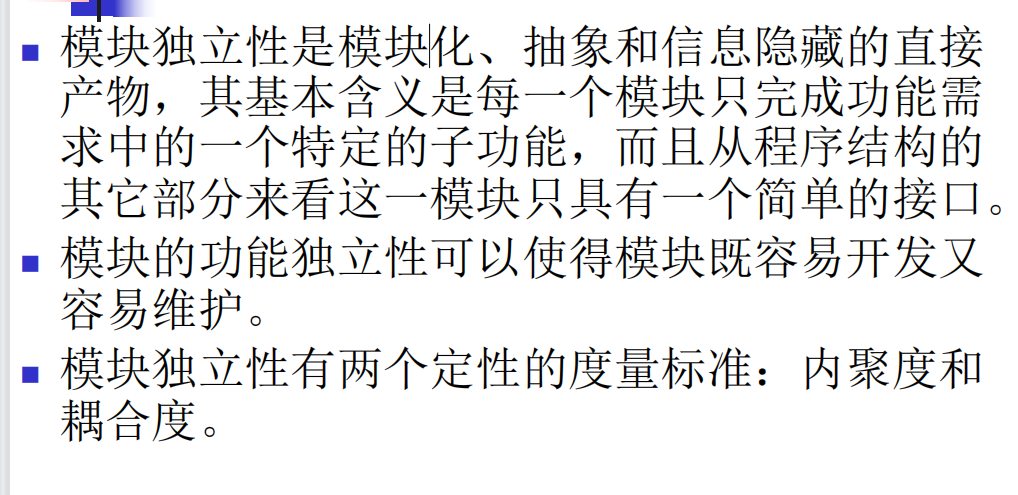 模块独立性是模块化、抽象和信息隐藏的直接
产物，其基本含义是每一个模块只完成功能需
求中的一个特定的子功能，而且从程序结构的
其它部分来看这一模块只具有一个简单的接口。
模块的功能独立性可以使得模块既容易开发又
容易维护。
模块独立性有两个定性的度量标准：内聚度和
耦合度。